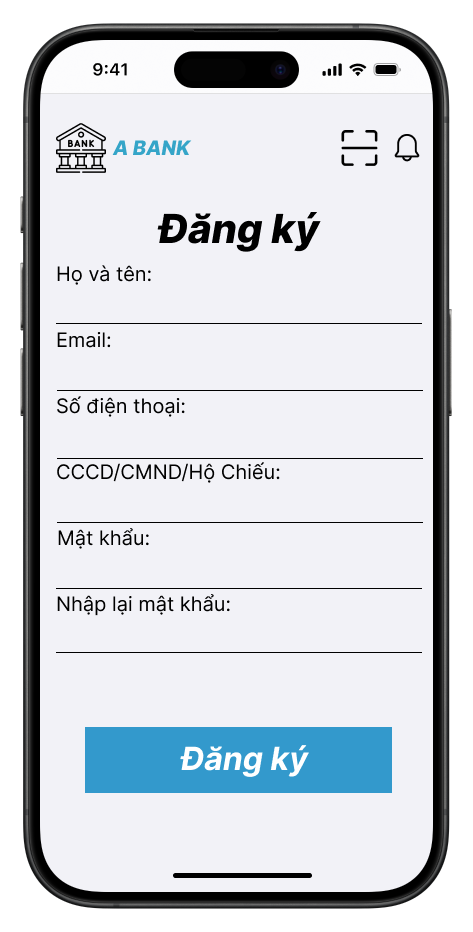 9:41
BANK
A BANK
Đăng ký
Họ và tên:
Email:
Số điện thoại:
CCCD/CMND/Hộ Chiếu:
Mật khẩu:
Nhập lại mật khẩu:
Đăng ký